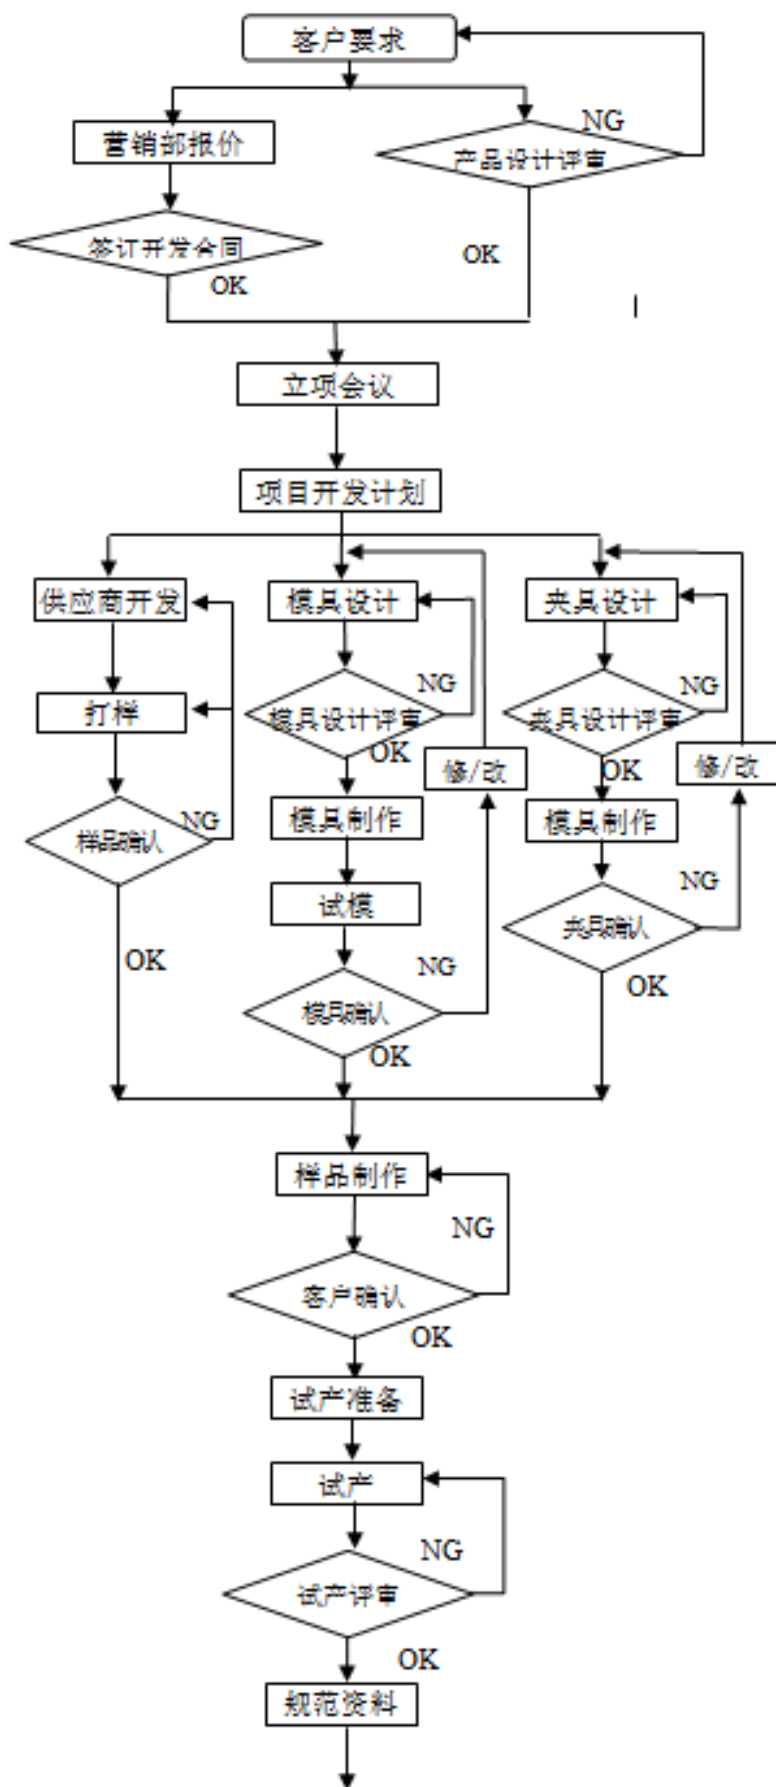 客户要求
营销部报价
NG
产品设计评审
签订开发合同
OK
OK
立项会议
项目开发计划
供应商开发
模具设计
夹具设计
打样
NG
模具设计评审
NG
夹具设计评审
OK
修/改
OK
修/改
样品确认
NG
模具制作
模具制作
试模
NG
夹具确认
OK
NG
模具确认
OK
OK
样品制作
NG
客户确认
OK
试产准备
试产
NG
试产评审
OK
规范资料